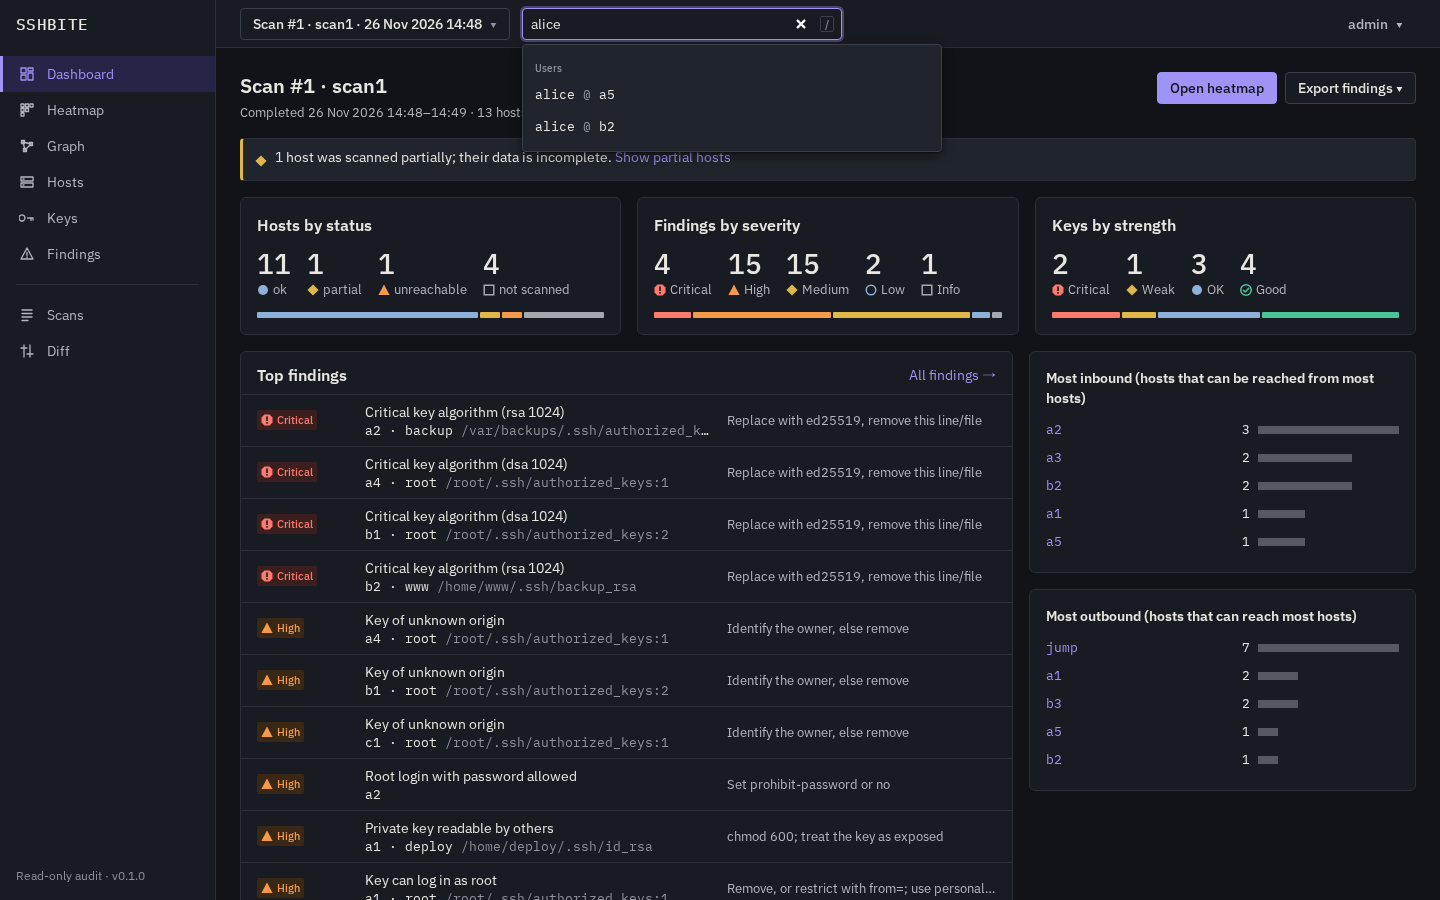 SSHBITE
Scan #1 · scan1 · 26 Nov 2026 14:48 ▾
alice
/
admin ▾
Dashboard
Heatmap
Graph
Hosts
Keys
Findings
Scans
Diff
Read-only audit · v0.1.0
Users
alice @ a5
alice @ b2
Scan #1 · scan1
Completed 26 Nov 2026 14:48–14:49 · 13 host
Open heatmap
Export findings ▾
1 host was scanned partially; their data is incomplete. Show partial hosts
Hosts by status
11 ok
1 partial
1 unreachable
4 not scanned
Findings by severity
4 Critical
15 High
15 Medium
2 Low
1 Info
Keys by strength
2 Critical
1 Weak
3 OK
4 Good
Top findings
All findings →
Critical
Critical key algorithm (rsa 1024)
a2 · backup /var/backups/.ssh/authorized_k…
Replace with ed25519, remove this line/file
Critical
Critical key algorithm (dsa 1024)
a4 · root /root/.ssh/authorized_keys:1
Replace with ed25519, remove this line/file
Critical
Critical key algorithm (dsa 1024)
b1 · root /root/.ssh/authorized_keys:2
Replace with ed25519, remove this line/file
Critical
Critical key algorithm (rsa 1024)
b2 · www /home/www/.ssh/backup_rsa
Replace with ed25519, remove this line/file
High
Key of unknown origin
a4 · root /root/.ssh/authorized_keys:1
Identify the owner, else remove
High
Key of unknown origin
b1 · root /root/.ssh/authorized_keys:2
Identify the owner, else remove
High
Key of unknown origin
c1 · root /root/.ssh/authorized_keys:1
Identify the owner, else remove
High
Root login with password allowed
a2
Set prohibit-password or no
High
Private key readable by others
a1 · deploy /home/deploy/.ssh/id_rsa
chmod 600; treat the key as exposed
High
Key can log in as root
a1 · root /root/.ssh/authorized_keys:1
Remove, or restrict with from=; use personal…
Most inbound (hosts that can be reached from most
hosts)
a2 3
a3 2
b2 2
a1 1
a5 1
Most outbound (hosts that can reach most hosts)
jump 7
a1 2
b3 2
a5 1
b2 1